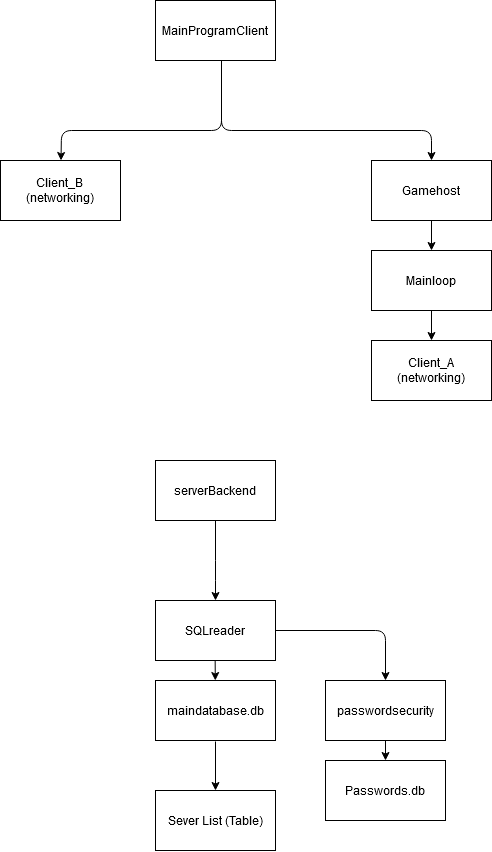 MainProgramClient
Client_B
(networking)
Gamehost
Mainloop
Client_A
(networking)
serverBackend
SQLreader
maindatabase.db
passwordsecurity
Passwords.db
Sever List (Table)